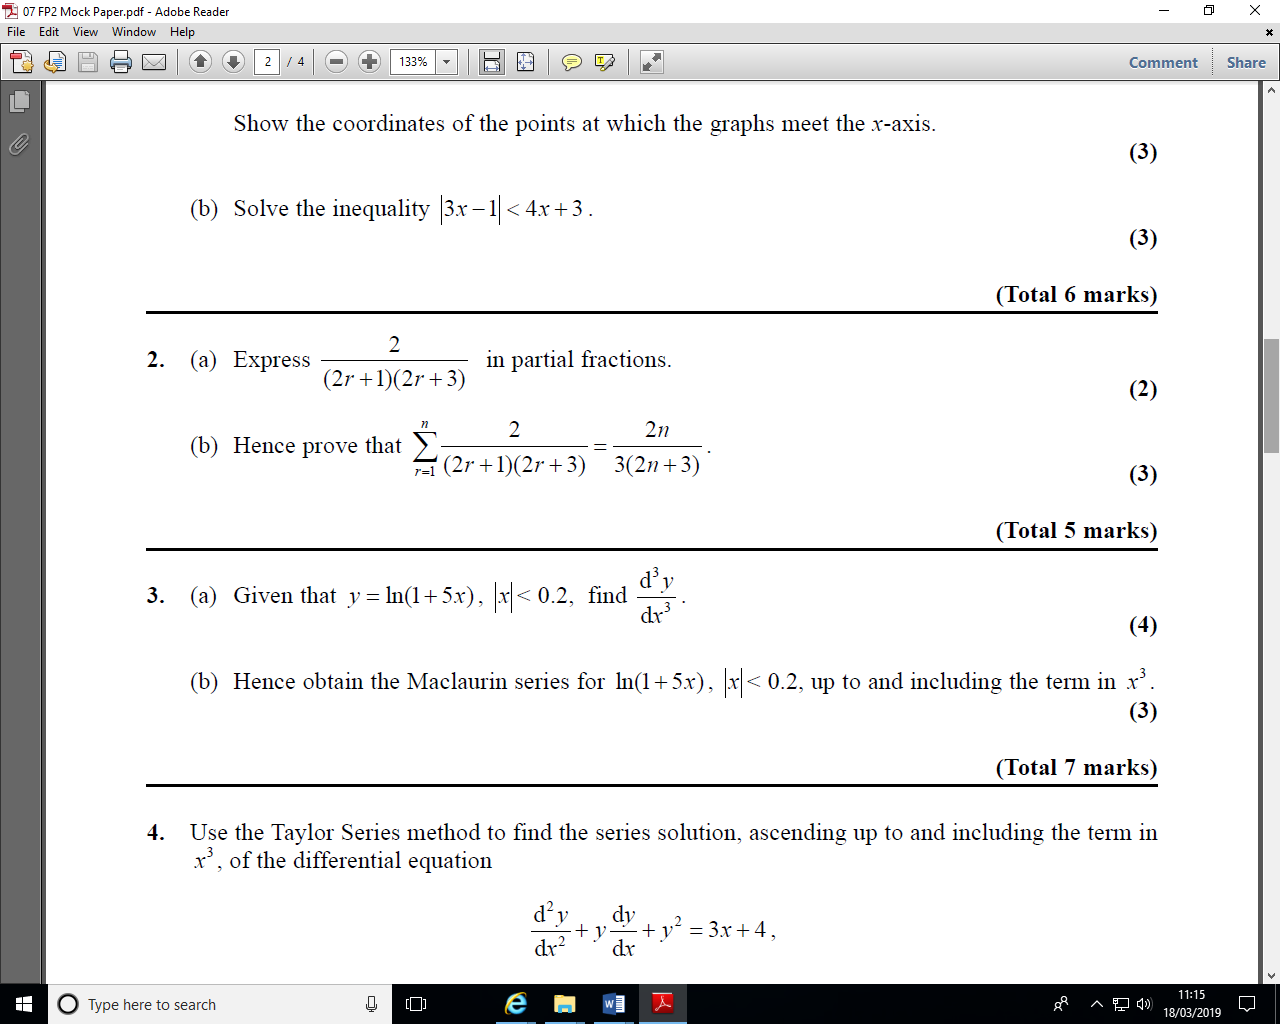 07 FP2 Mock Paper.pdf - Adobe Reader
File Edit View Window Help
2 / 4 133% Comment Share
Show the coordinates of the points at which the graphs meet the x-axis.
(3)
(b) Solve the inequality |3x − 1| < 4x + 3 .
(3)
(Total 6 marks)
2. (a) Express 2/((2r + 1)(2r + 3)) in partial fractions.
(2)
(b) Hence prove that ∑_{r=1}^{n} 2/((2r + 1)(2r + 3)) = 2n/(3(2n + 3)) .
(3)
(Total 5 marks)
3. (a) Given that y = ln(1 + 5x) , |x| < 0.2, find d³y/dx³ .
(4)
(b) Hence obtain the Maclaurin series for ln(1 + 5x) , |x| < 0.2, up to and including the term in x³ .
(3)
(Total 7 marks)
4. Use the Taylor Series method to find the series solution, ascending up to and including the term in
x³ , of the differential equation
d²y/dx² + y dy/dx + y² = 3x + 4 ,
Type here to search
11:15
18/03/2019